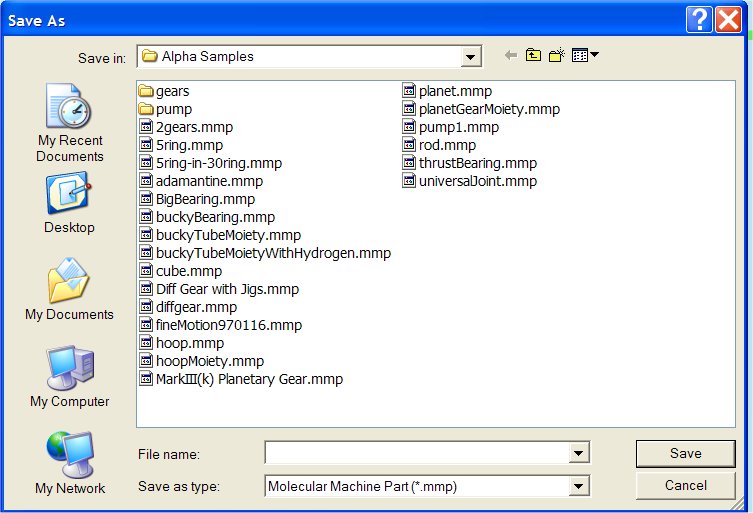 Save As
Save in: Alpha Samples
My Recent
Documents
Desktop
My Documents
My Computer
My Network
gears
pump
2gears.mmp
5ring.mmp
5ring-in-30ring.mmp
adamantine.mmp
BigBearing.mmp
buckyBearing.mmp
buckyTubeMoiety.mmp
buckyTubeMoietyWithHydrogen.mmp
cube.mmp
Diff Gear with Jigs.mmp
diffgear.mmp
fineMotion970116.mmp
hoop.mmp
hoopMoiety.mmp
MarkIII(k) Planetary Gear.mmp
planet.mmp
planetGearMoiety.mmp
pump1.mmp
rod.mmp
thrustBearing.mmp
universalJoint.mmp
File name:
Save
Save as type: Molecular Machine Part (*.mmp)
Cancel